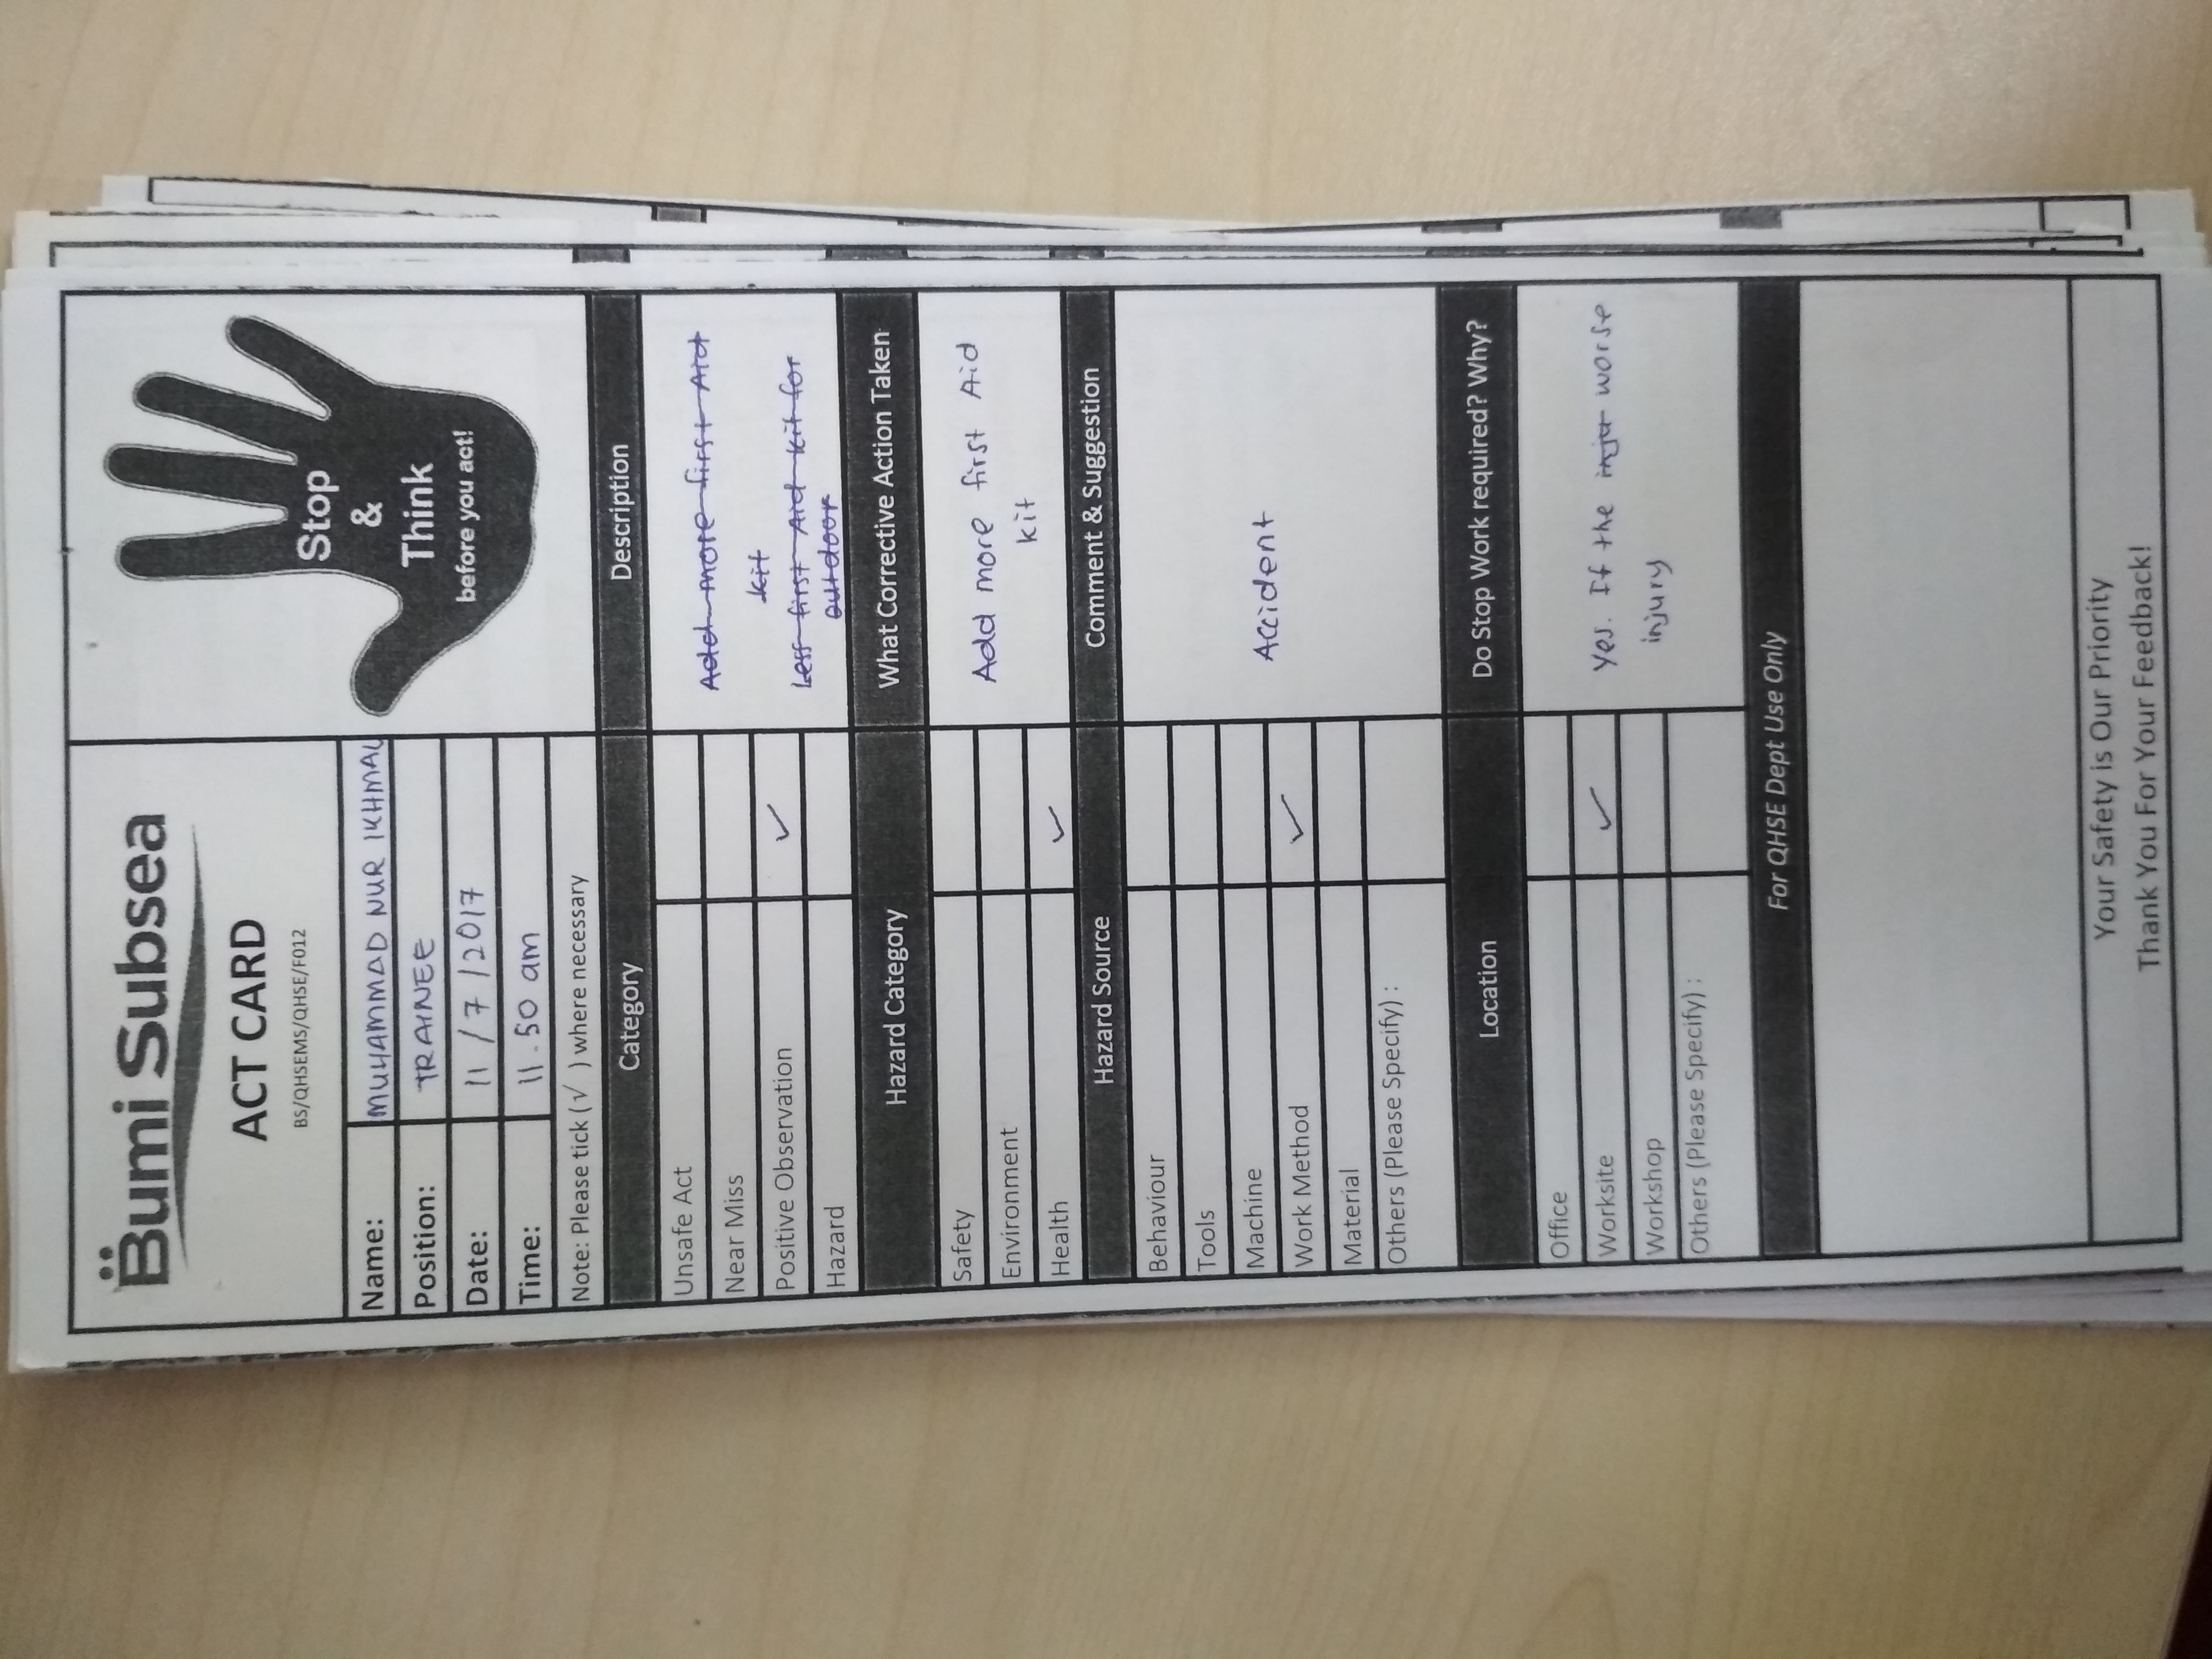 Bumi Subsea
ACT CARD
BS/QHSEMS/QHSE/F012
Stop
&
Think
before you act!
Name: MUHAMMAD NUR IKHMAL
Position: TRAINEE
Date: 11/7/2017
Time: 11.50 am
Note: Please tick (√ ) where necessary
Category Description
Unsafe Act
Near Miss
Positive Observation ✓
Hazard
Add more first Aid
kit
Less first Aid kit for
outdoor
Hazard Category What Corrective Action Taken
Safety
Environment
Health ✓
Add more first Aid
kit
Hazard Source Comment & Suggestion
Behaviour
Tools
Machine
Work Method ✓
Material
Others (Please Specify) :
Accident
Location Do Stop Work required? Why?
Office
Worksite ✓
Workshop
Others (Please Specify) :
Yes. If the injur worse
injury
For QHSE Dept Use Only
Your Safety is Our Priority
Thank You For Your Feedback!